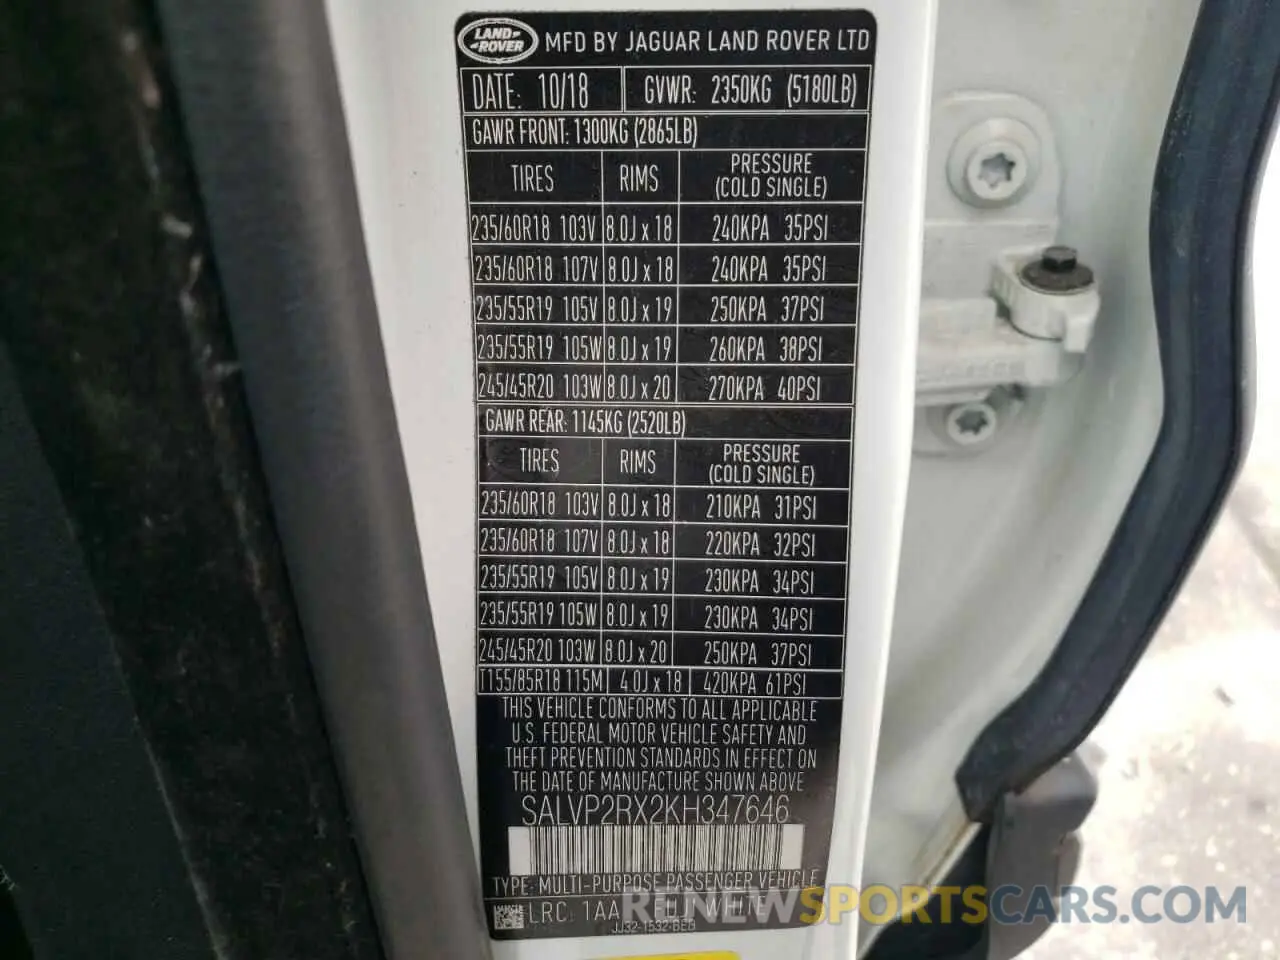 LAND ROVER MFD BY JAGUAR LAND ROVER LTD
DATE: 10/18 GVWR: 2350KG (5180LB)
GAWR FRONT: 1300KG (2865LB)
TIRES RIMS PRESSURE (COLD SINGLE)
235/60R18 103V 8.0J x 18 240KPA 35PSI
235/60R18 107V 8.0J x 18 240KPA 35PSI
235/55R19 105V 8.0J x 19 250KPA 37PSI
235/55R19 105W 8.0J x 19 260KPA 38PSI
245/45R20 103W 8.0J x 20 270KPA 40PSI
GAWR REAR: 1145KG (2520LB)
TIRES RIMS PRESSURE (COLD SINGLE)
235/60R18 103V 8.0J x 18 210KPA 31PSI
235/60R18 107V 8.0J x 18 220KPA 32PSI
235/55R19 105V 8.0J x 19 230KPA 34PSI
235/55R19 105W 8.0J x 19 230KPA 34PSI
245/45R20 103W 8.0J x 20 250KPA 37PSI
T155/85R18 115M 4.0J x 18 420KPA 61PSI
THIS VEHICLE CONFORMS TO ALL APPLICABLE
U.S. FEDERAL MOTOR VEHICLE SAFETY AND
THEFT PREVENTION STANDARDS IN EFFECT ON
THE DATE OF MANUFACTURE SHOWN ABOVE
SALVP2RX2KH347646
TYPE: MULTI-PURPOSE PASSENGER VEHICLE
LRC: 1AA FUJI WHITE
JJ32-1532-BEB
REPAIRABLESPORTSCARS.COM